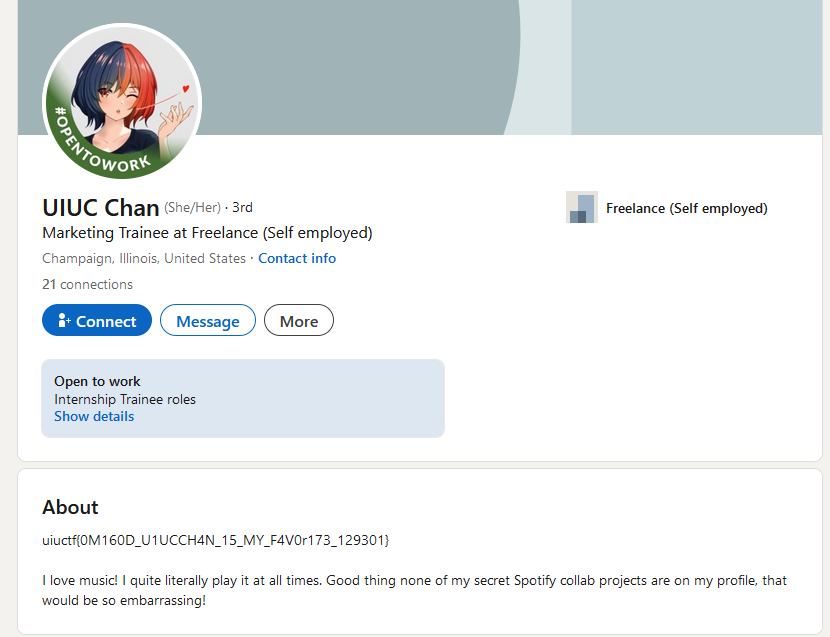 #OPENTOWORK
UIUC Chan (She/Her) · 3rd
Freelance (Self employed)
Marketing Trainee at Freelance (Self employed)
Champaign, Illinois, United States · Contact info
21 connections
Connect
Message
More
Open to work
Internship Trainee roles
Show details
About
uiuctf{0M160D_U1UCCH4N_15_MY_F4V0r173_129301}
I love music! I quite literally play it at all times. Good thing none of my secret Spotify collab projects are on my profile, that
would be so embarrassing!